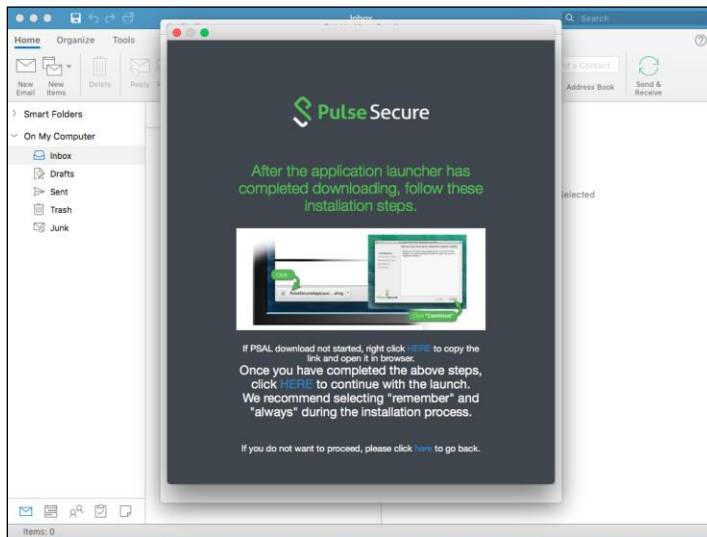 Inbox
Search
Home Organize Tools
New Email
New Items
Delete
Reply
Address Book
Send & Receive
Smart Folders
On My Computer
Inbox
Drafts
Sent
Trash
Junk
Pulse Secure
After the application launcher has
completed downloading, follow these
installation steps.
Click
Click "Continue"
If PSAL download not started, right click HERE to copy the
link and open it in browser.
Once you have completed the above steps,
click HERE to continue with the launch.
We recommend selecting "remember" and
"always" during the installation process.
If you do not want to proceed, please click here to go back.
Items: 0